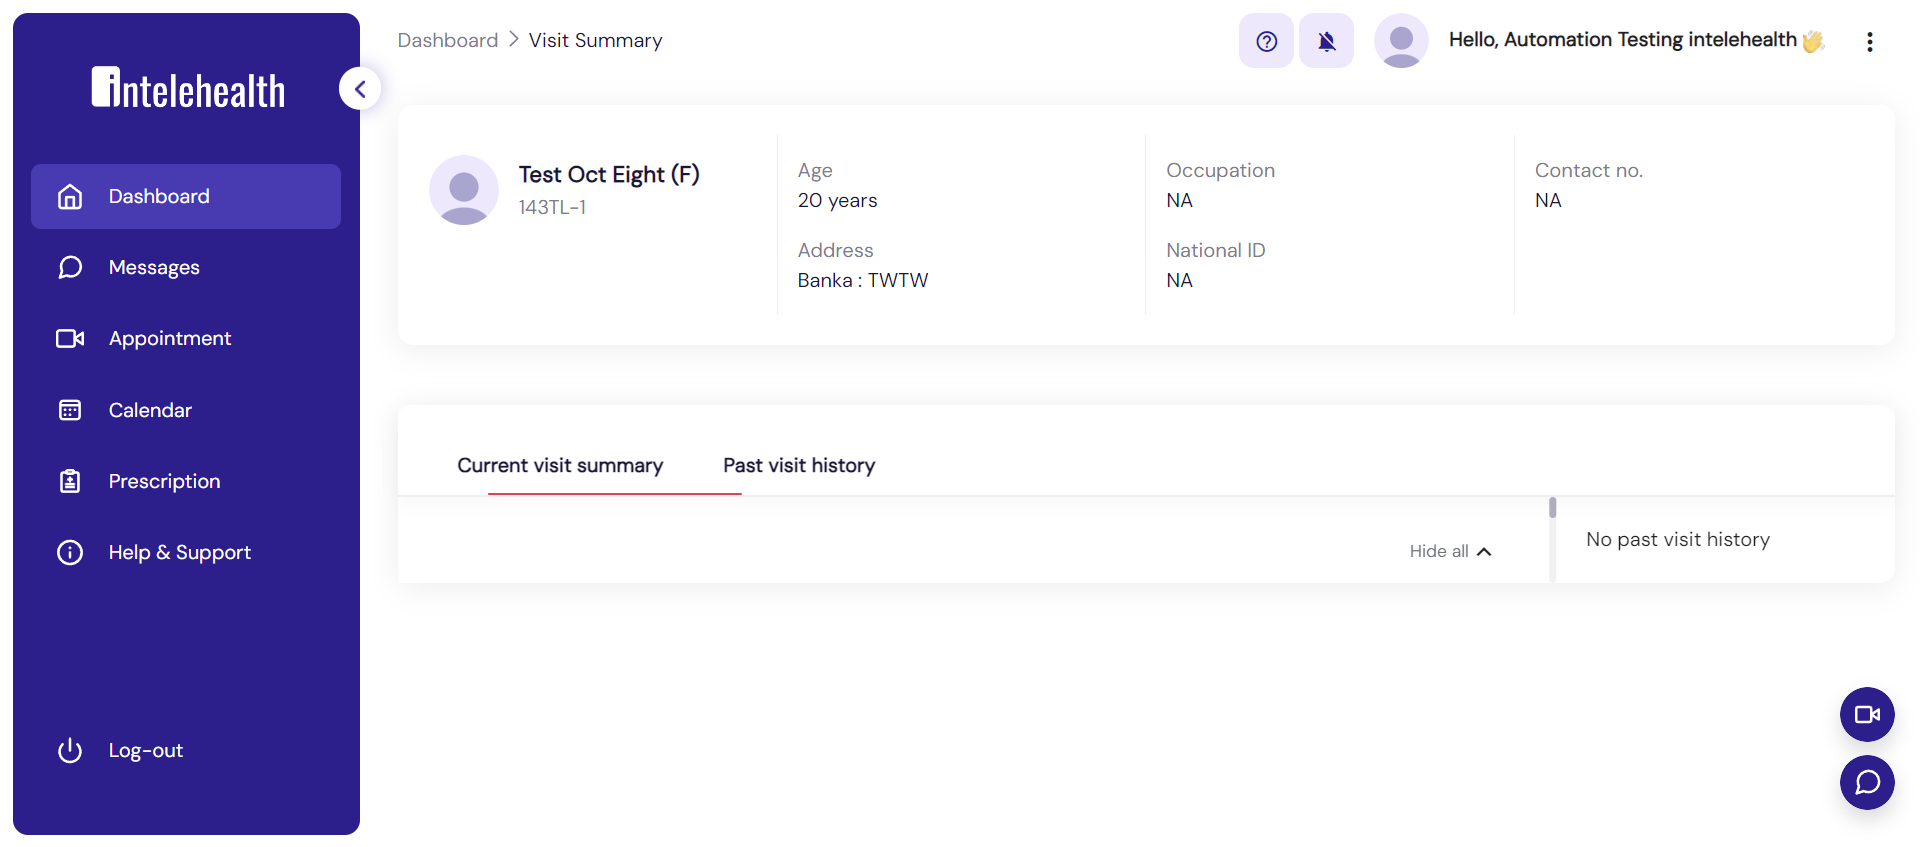 intelehealth
Dashboard
Messages
Appointment
Calendar
Prescription
Help & Support
Log-out
Dashboard > Visit Summary
Hello, Automation Testing intelehealth 👋
Test Oct Eight (F)
143TL-1
Age
20 years
Address
Banka : TWTW
Occupation
NA
National ID
NA
Contact no.
NA
Current visit summary
Past visit history
Hide all
No past visit history